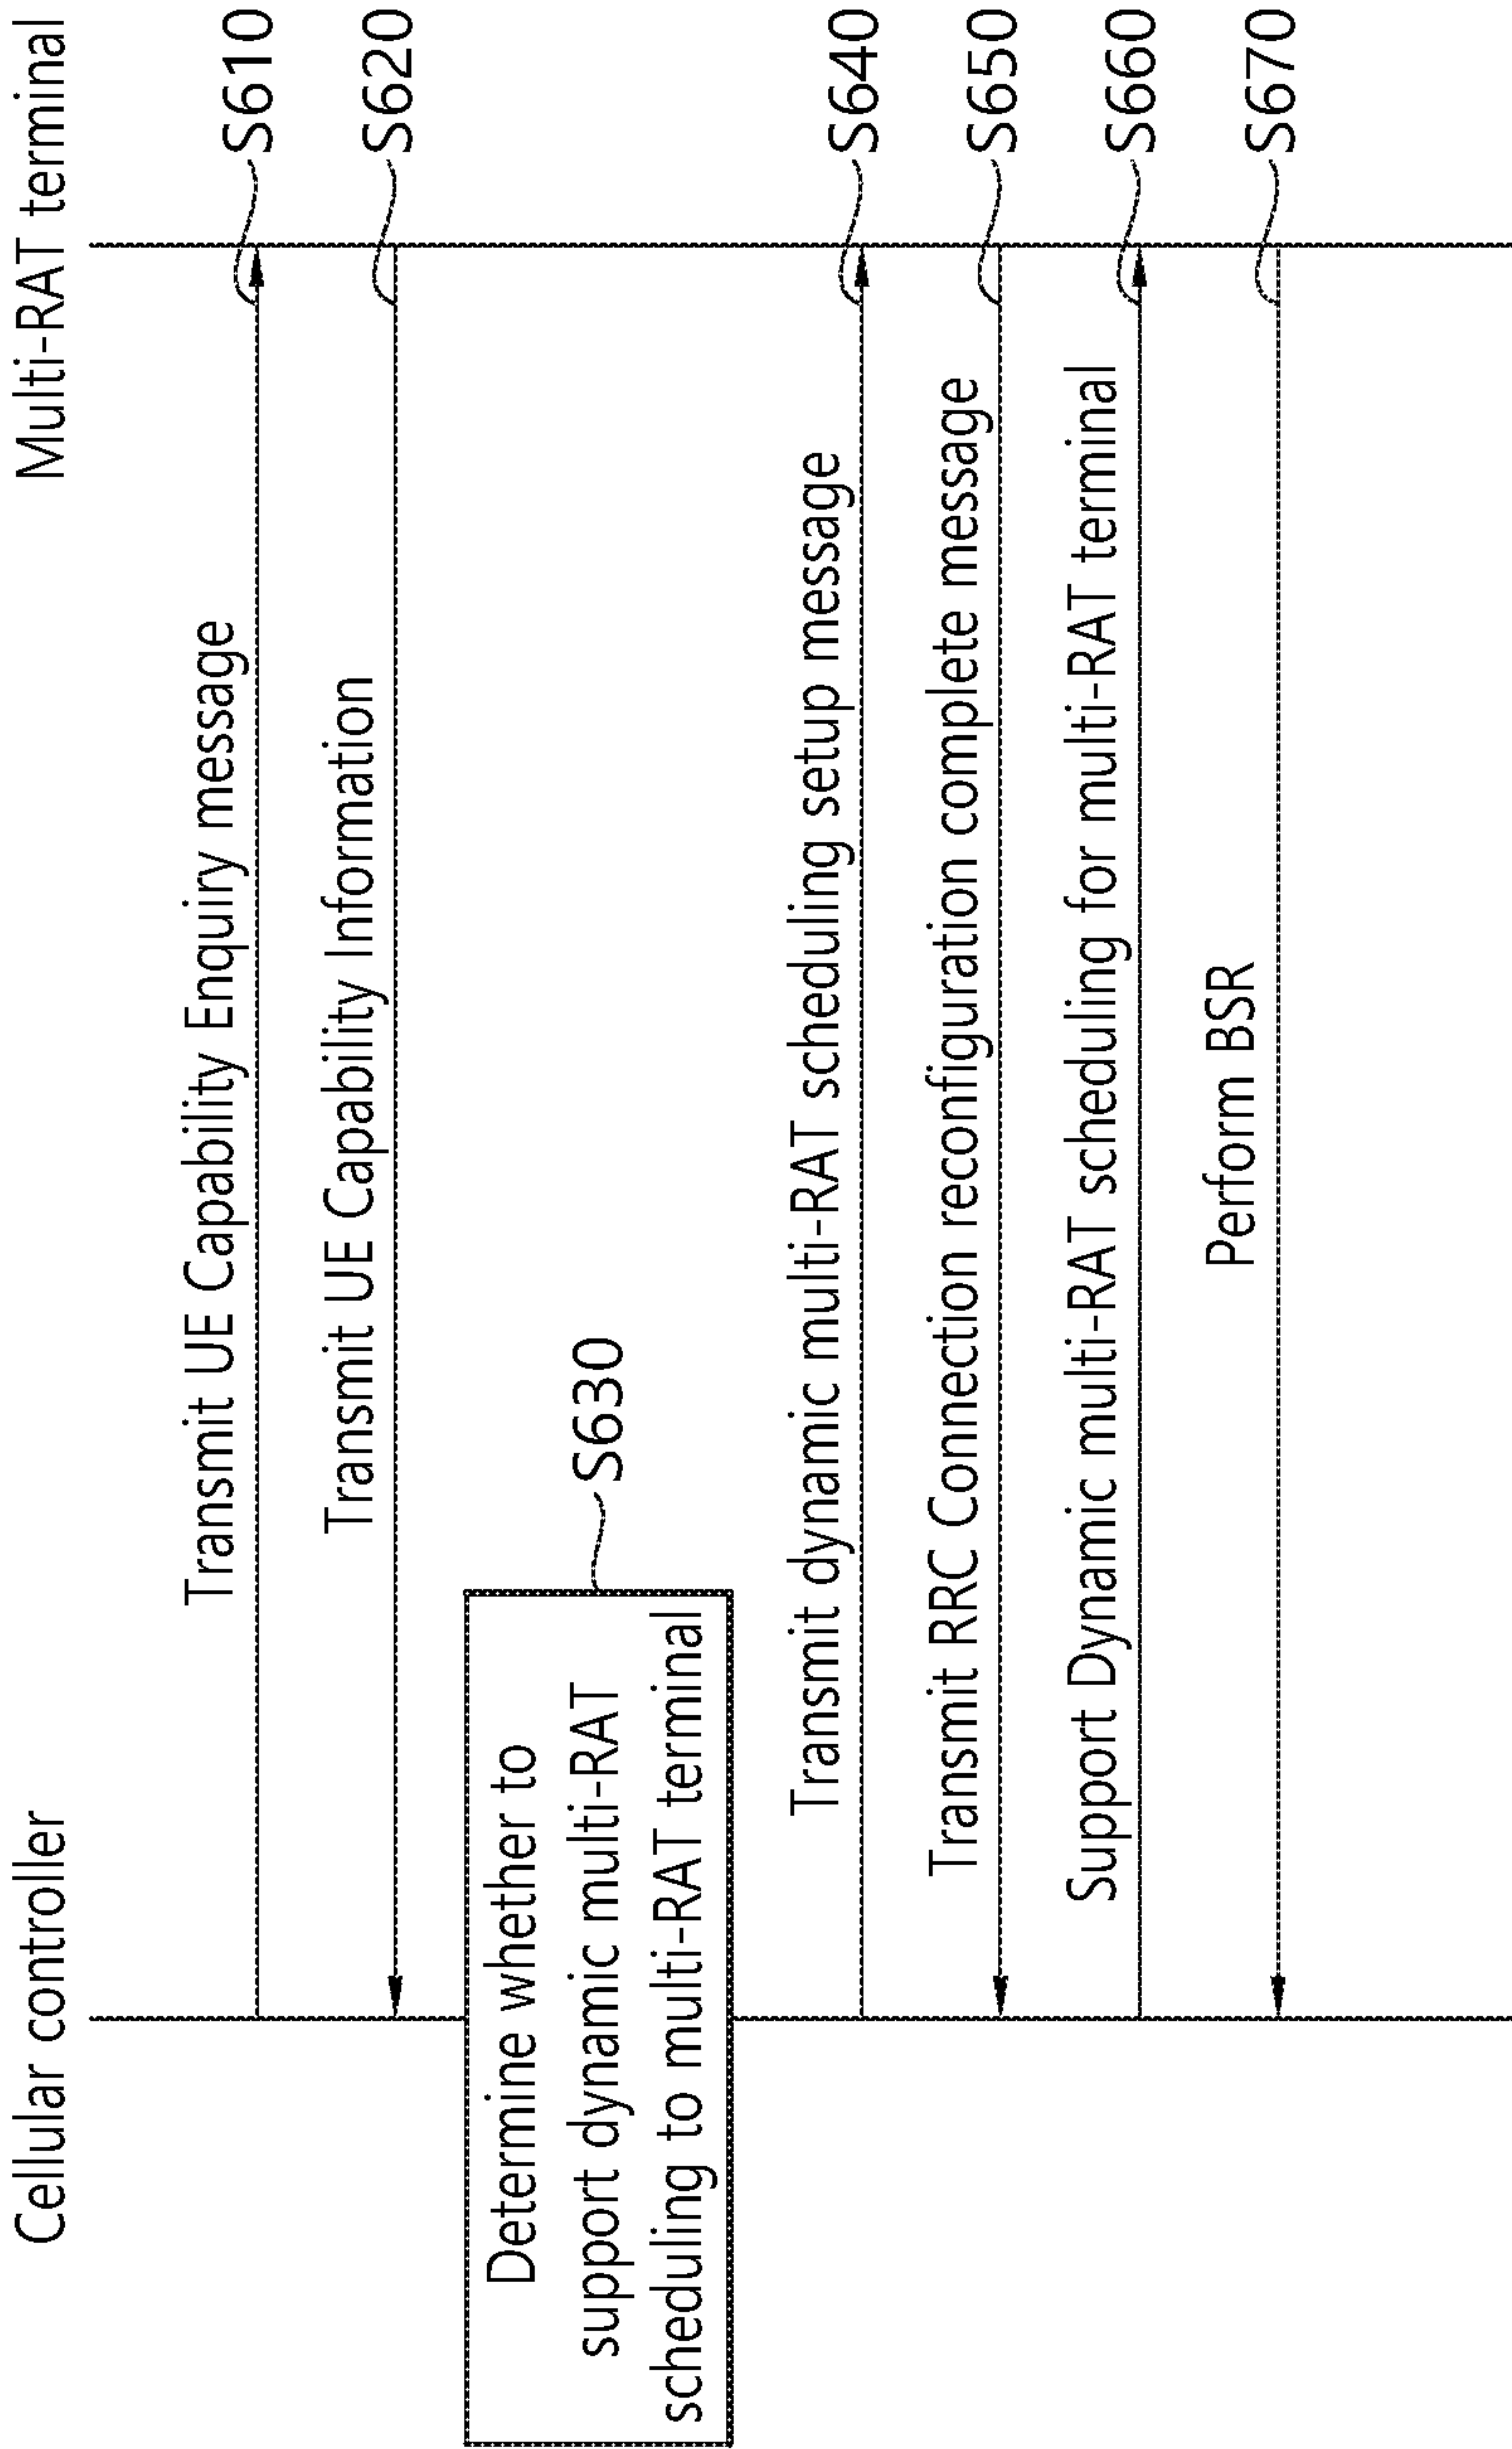 Cellular controller
Multi-RAT terminal
Transmit UE Capability Enquiry message
S610
Transmit UE Capability Information
S620
Determine whether to
support dynamic multi-RAT
scheduling to multi-RAT terminal
S630
Transmit dynamic multi-RAT scheduling setup message
S640
Transmit RRC Connection reconfiguration complete message
S650
Support Dynamic multi-RAT scheduling for multi-RAT terminal
S660
Perform BSR
S670